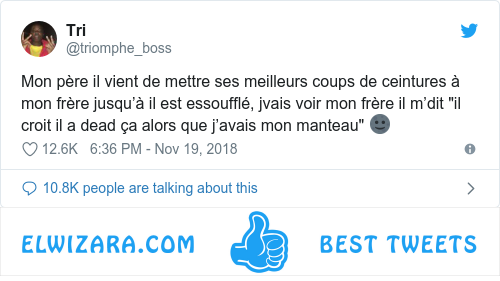 Tri
@triomphe_boss
Mon père il vient de mettre ses meilleurs coups de ceintures à
mon frère jusqu’à il est essoufflé, jvais voir mon frère il m’dit "il
croit il a dead ça alors que j’avais mon manteau" 🌚
12.6K 6:36 PM - Nov 19, 2018
10.8K people are talking about this
ELWIZARA.COM BEST TWEETS